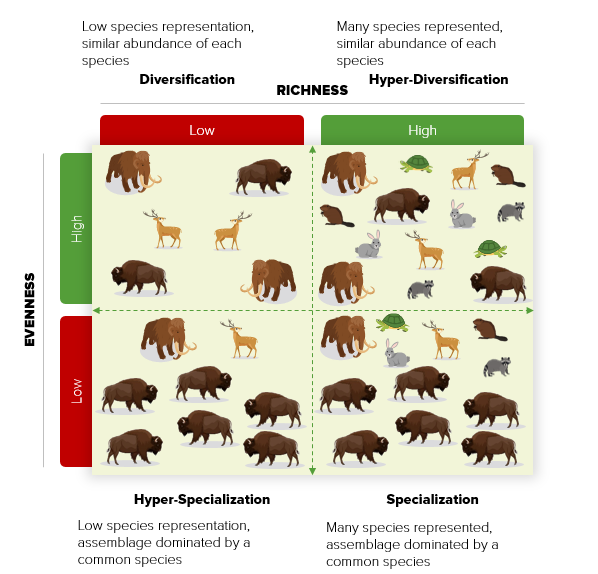 Low species representation,
similar abundance of each
species
Many species represented,
similar abundance of each
species
Diversification
Hyper-Diversification
RICHNESS
Low
High
High
EVENNESS
Low
Hyper-Specialization
Specialization
Low species representation,
assemblage dominated by a
common species
Many species represented,
assemblage dominated by a
common species